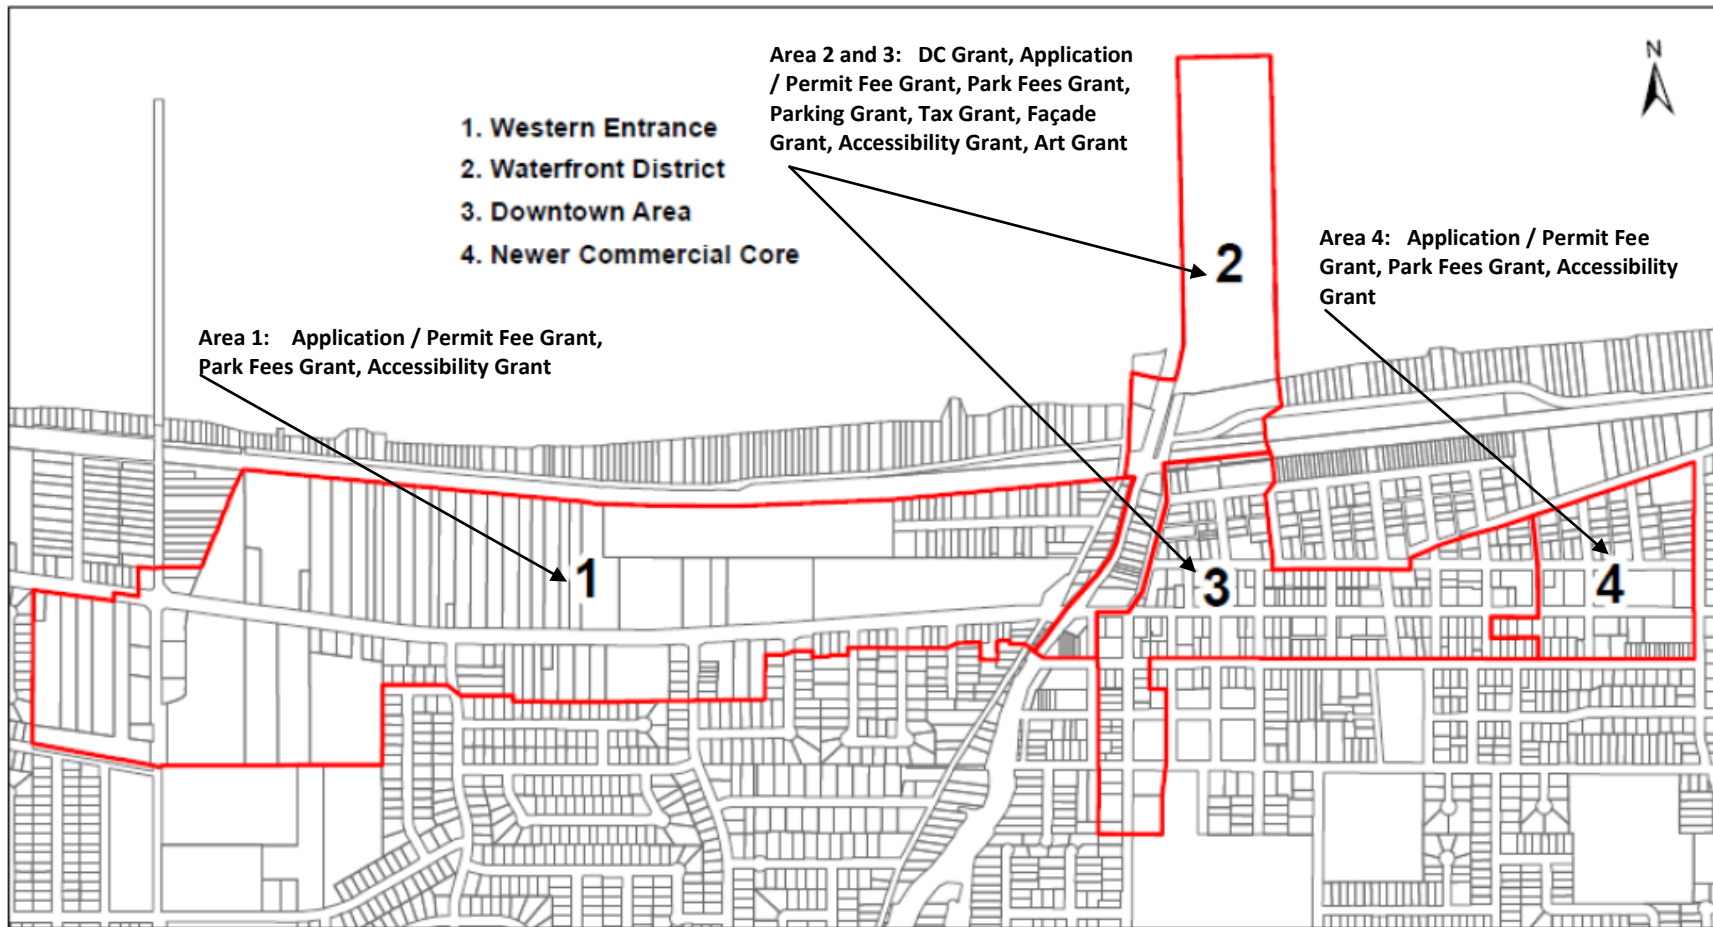 N
Area 2 and 3: DC Grant, Application
/ Permit Fee Grant, Park Fees Grant,
Parking Grant, Tax Grant, Façade
Grant, Accessibility Grant, Art Grant
1. Western Entrance
2. Waterfront District
3. Downtown Area
4. Newer Commercial Core
Area 4: Application / Permit Fee
Grant, Park Fees Grant, Accessibility
Grant
Area 1: Application / Permit Fee Grant,
Park Fees Grant, Accessibility Grant
2
1
3
4